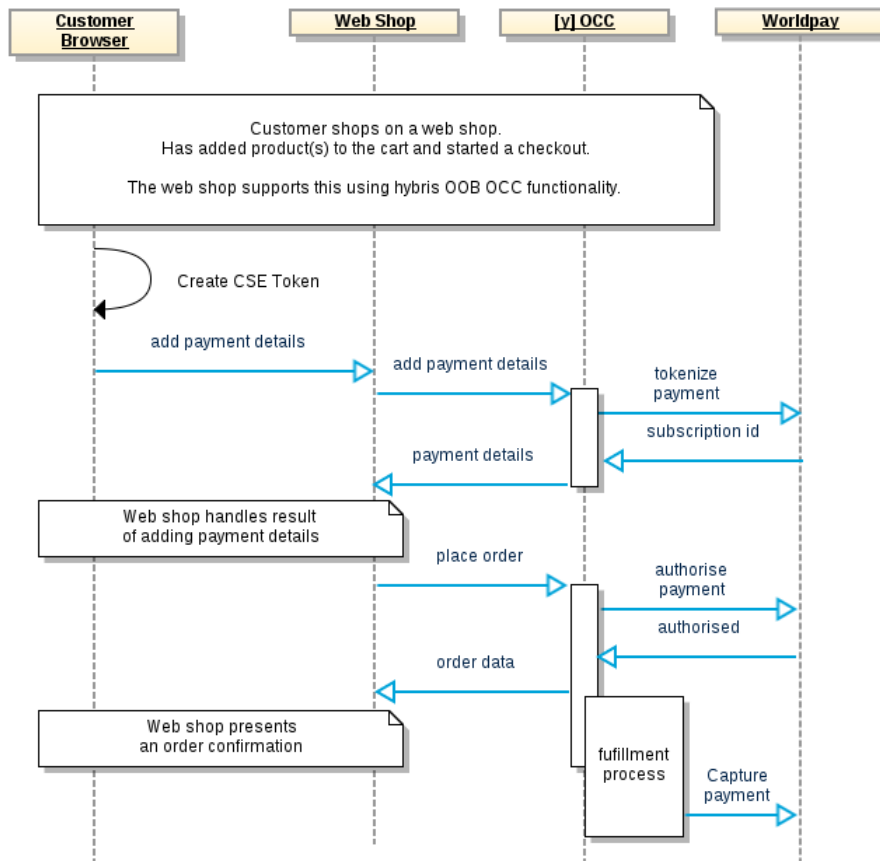 Customer
Browser
Web Shop
[y] OCC
Worldpay
Customer shops on a web shop.
Has added product(s) to the cart and started a checkout.
The web shop supports this using hybris OOB OCC functionality.
Create CSE Token
add payment details
add payment details
tokenize
payment
subscription id
payment details
Web shop handles result
of adding payment details
place order
authorise
payment
authorised
order data
Web shop presents
an order confirmation
fufillment
process
Capture
payment